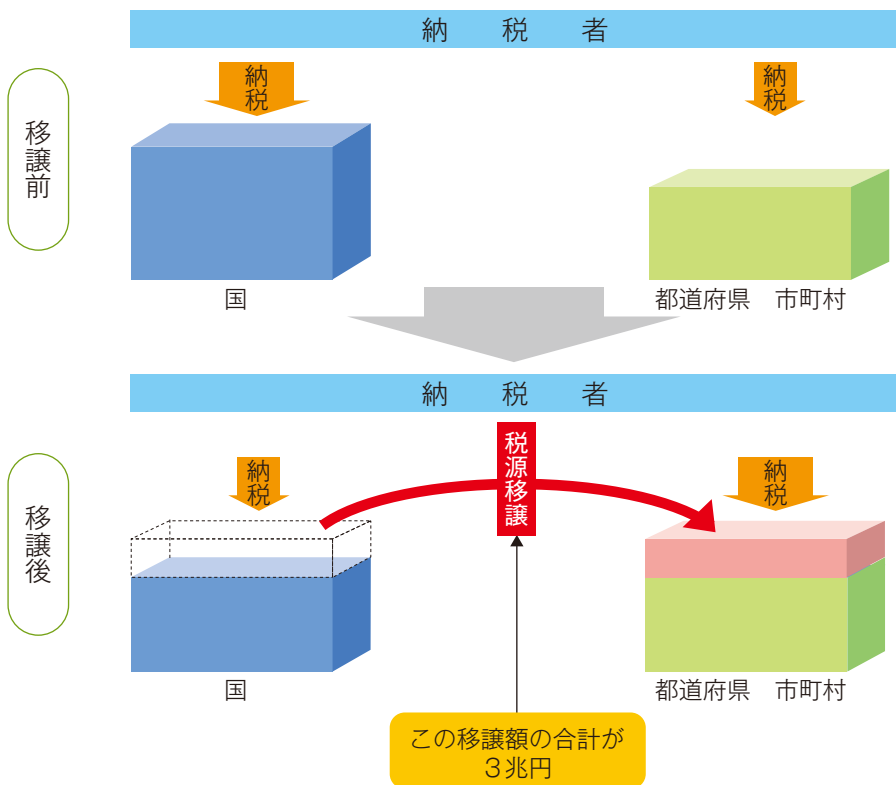 納税者
納税
納税
移譲前
国
都道府県　市町村
納税者
税源移譲
納税
納税
移譲後
国
都道府県　市町村
この移譲額の合計が
３兆円